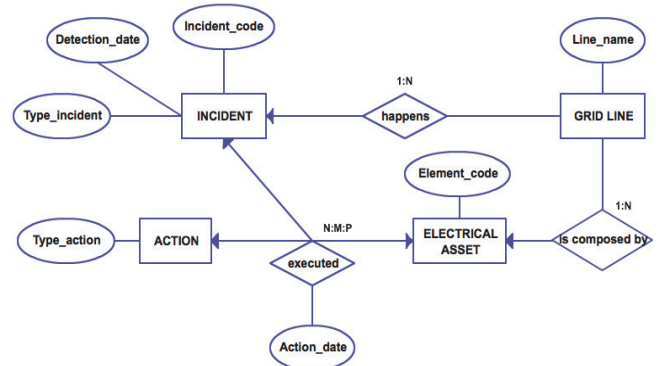 Incident_code
Detection_date
Line_name
1:N
Type_incident
INCIDENT
happens
GRID LINE
Element_code
1:N
N:M:P
Type_action
ACTION
ELECTRICAL
ASSET
is composed by
executed
Action_date